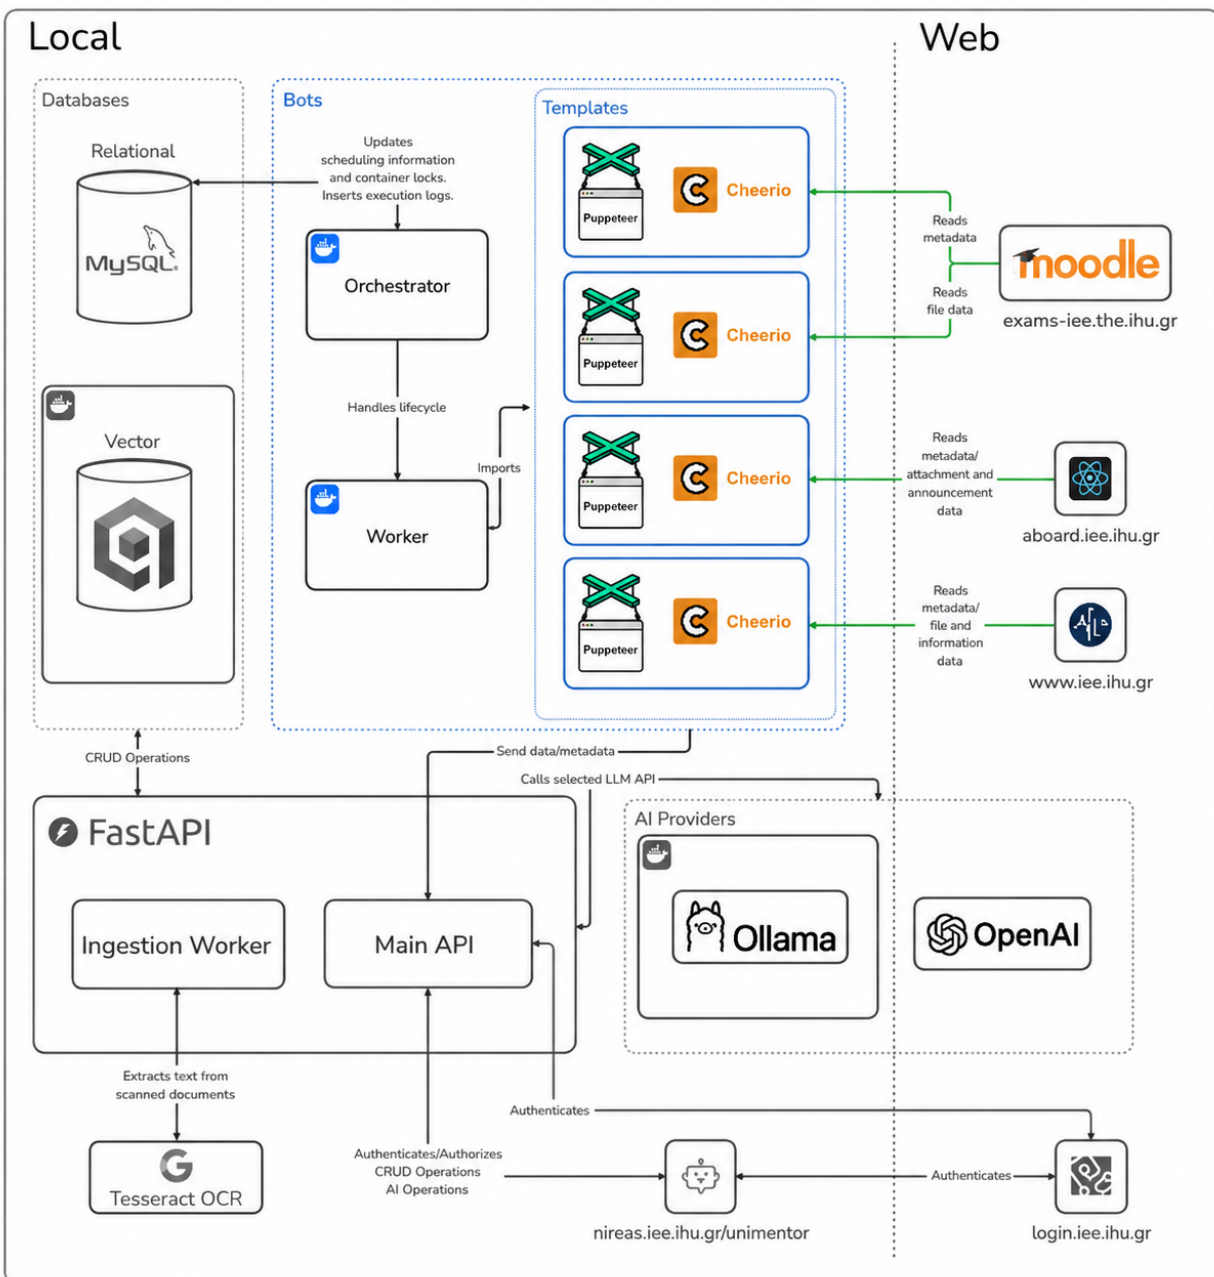 Local
Web
Databases
Relational
MySQL®
Vector
Bots
Updates
scheduling information
and container locks.
Inserts execution logs.
Orchestrator
Handles lifecycle
Worker
Imports
Templates
Puppeteer
Cheerio
Puppeteer
Cheerio
Puppeteer
Cheerio
Puppeteer
Cheerio
Reads
metadata
Reads
file data
moodle
exams-iee.the.ihu.gr
Reads
metadata/
attachment and
announcement
data
aboard.iee.ihu.gr
Reads
metadata/
file and
information
data
www.iee.ihu.gr
CRUD Operations
Send data/metadata
Calls selected LLM API
FastAPI
Ingestion Worker
Main API
AI Providers
Ollama
OpenAI
Extracts text from
scanned documents
Tesseract OCR
Authenticates/Authorizes
CRUD Operations
AI Operations
Authenticates
Authenticates
nireas.iee.ihu.gr/unimentor
login.iee.ihu.gr